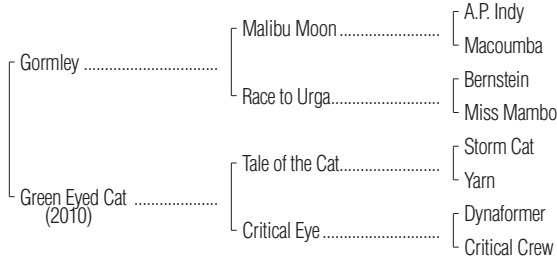 A.P. Indy
Malibu Moon ........................
Macoumba
Gormley ................................
Bernstein
Race to Urga..........................
Miss Mambo
Storm Cat
Tale of the Cat........................
Yarn
Green Eyed Cat ....................
(2010)
Dynaformer
Critical Eye............................
Critical Crew